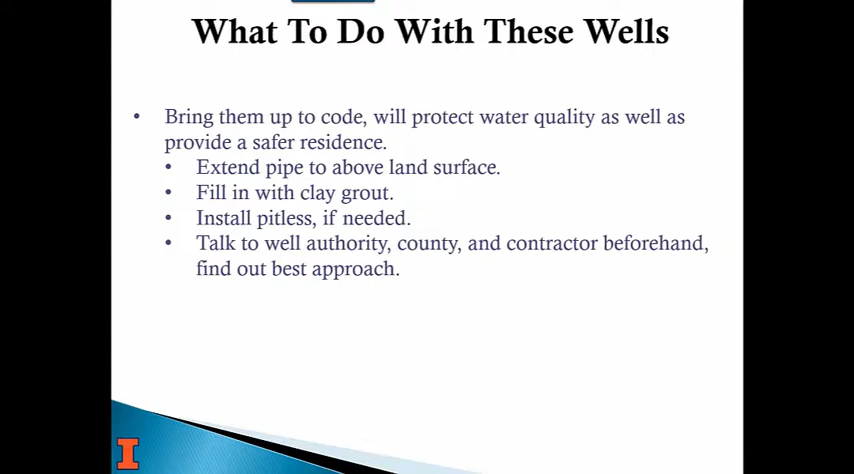 What To Do With These Wells
• Bring them up to code, will protect water quality as well as
provide a safer residence.
• Extend pipe to above land surface.
• Fill in with clay grout.
• Install pitless, if needed.
• Talk to well authority, county, and contractor beforehand,
find out best approach.
I